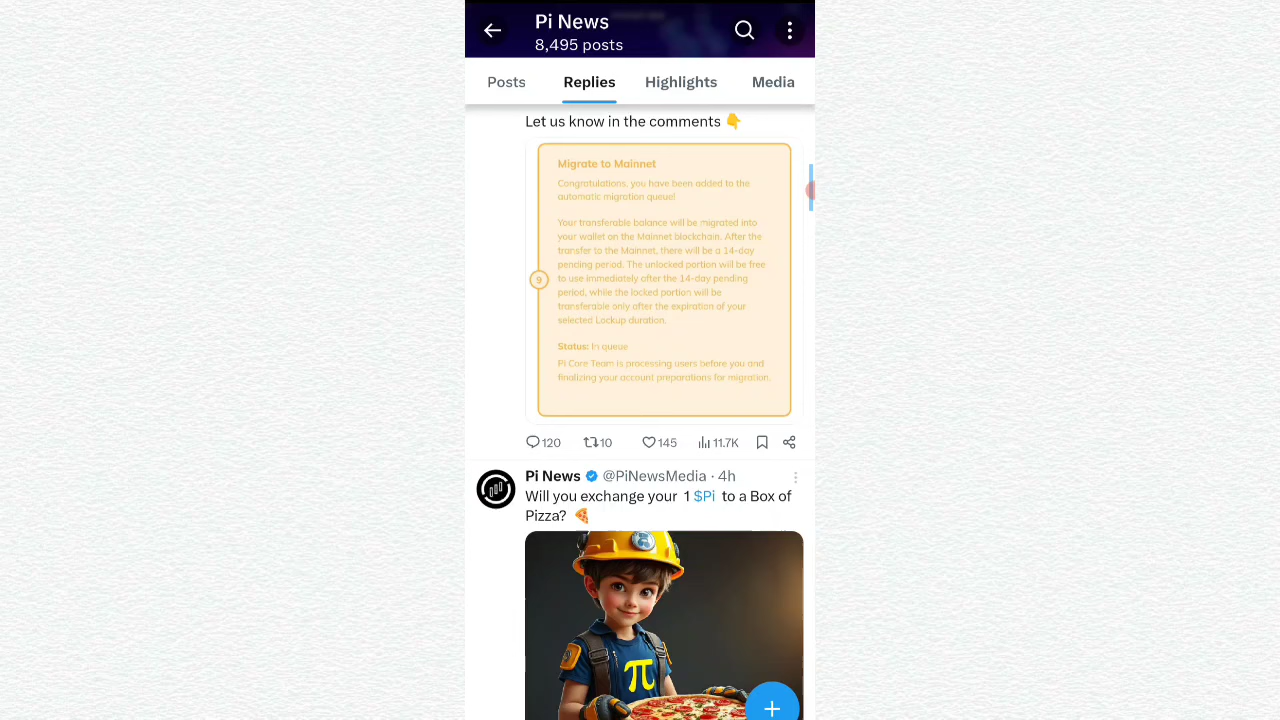 Pi News
8,495 posts
Posts Replies Highlights Media
Let us know in the comments 👇
Migrate to Mainnet
Congratulations, you have been added to the
automatic migration queue!
Your transferable balance will be migrated into
your wallet on the Mainnet blockchain. After the
transfer to the Mainnet, there will be a 14-day
pending period. The unlocked portion will be free
to use immediately after the 14-day pending
period, while the locked portion will be
transferable only after the expiration of your
selected Lockup duration.
9
Status: In queue
Pi Core Team is processing users before you and
finalizing your account preparations for migration.
120 10 145 11.7K
Pi News @PiNewsMedia · 4h
Will you exchange your 1 $Pi to a Box of
Pizza? 🍕
π